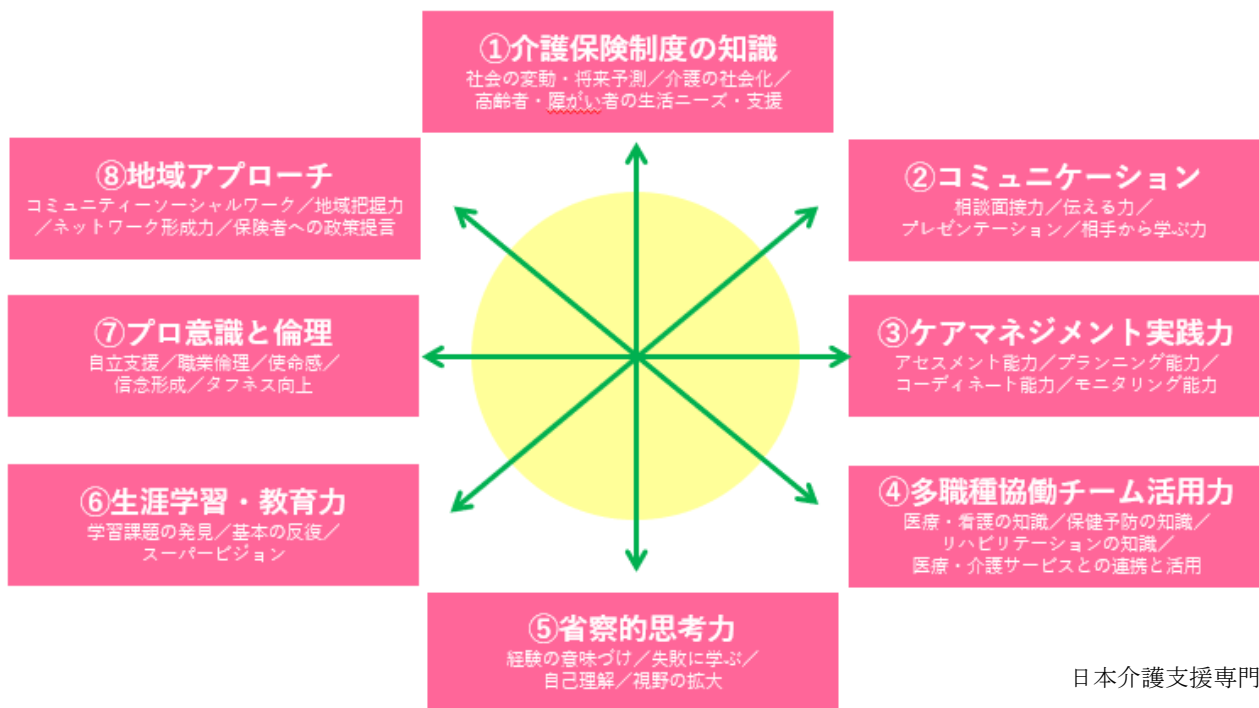 ①介護保険制度の知識
社会の変動・将来予測／介護の社会化／
高齢者・障がい者の生活ニーズ・支援
②コミュニケーション
相談面接力／伝える力／
プレゼンテーション／相手から学ぶ力
③ケアマネジメント実践力
アセスメント能力／プランニング能力／
コーディネート能力／モニタリング能力
④多職種協働チーム活用力
医療・看護の知識／保健予防の知識／
リハビリテーションの知識／
医療・介護サービスとの連携と活用
⑤省察的思考力
経験の意味づけ／失敗に学ぶ／
自己理解／視野の拡大
⑥生涯学習・教育力
学習課題の発見／基本の反復／
スーパービジョン
⑦プロ意識と倫理
自立支援／職業倫理／使命感／
信念形成／タフネス向上
⑧地域アプローチ
コミュニティーソーシャルワーク／地域把握力
／ネットワーク形成力／保険者への政策提言
日本介護支援専門